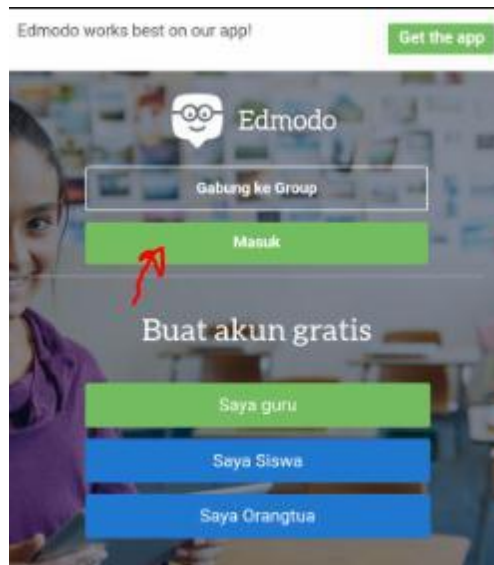 Edmodo works best on our app!
Get the app
Edmodo
Gabung ke Group
Masuk
Buat akun gratis
Saya guru
Saya Siswa
Saya Orangtua